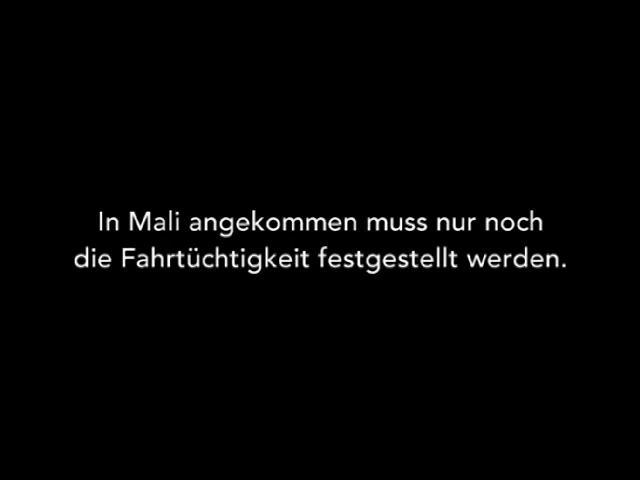 In Mali angekommen muss nur noch
die Fahrtüchtigkeit festgestellt werden.